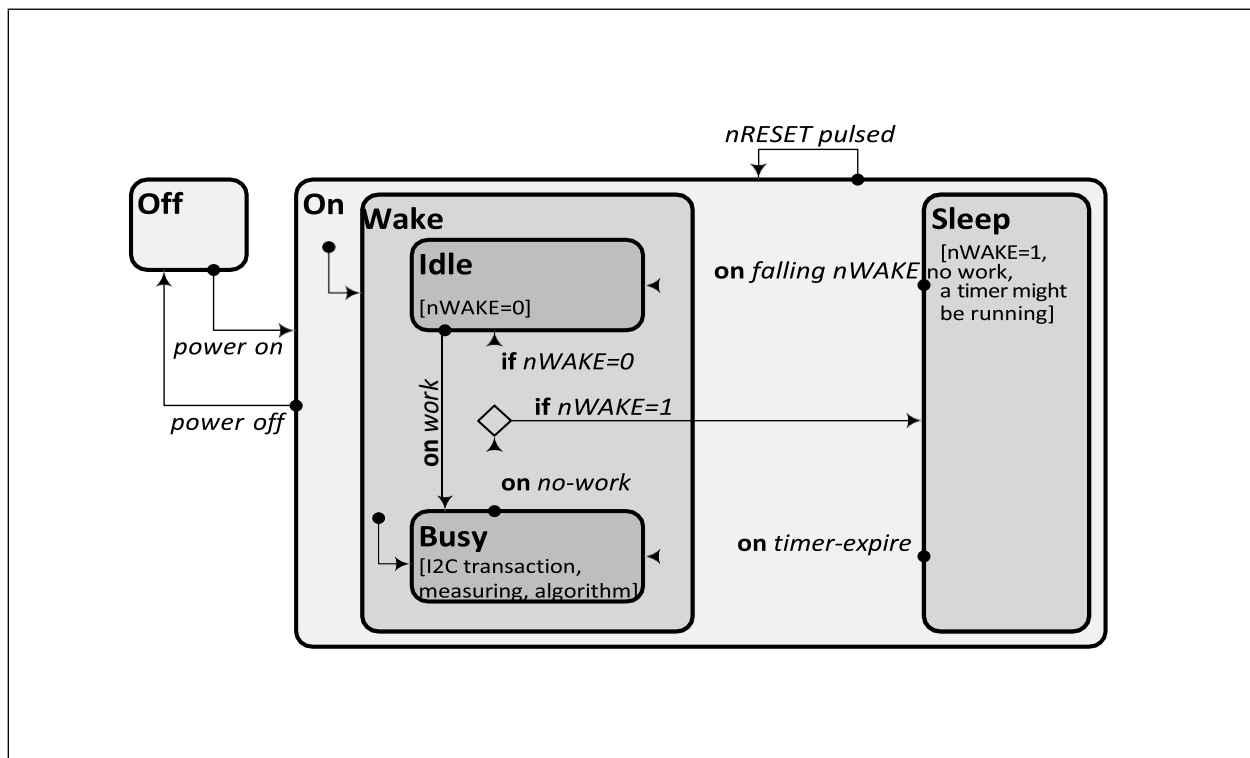 nRESET pulsed
Off
On
Wake
Sleep
[nWAKE=1,
no work,
a timer might
be running]
Idle
[nWAKE=0]
on falling nWAKE
power on
if nWAKE=0
on work
if nWAKE=1
power off
on no-work
Busy
[I2C transaction,
measuring, algorithm]
on timer-expire